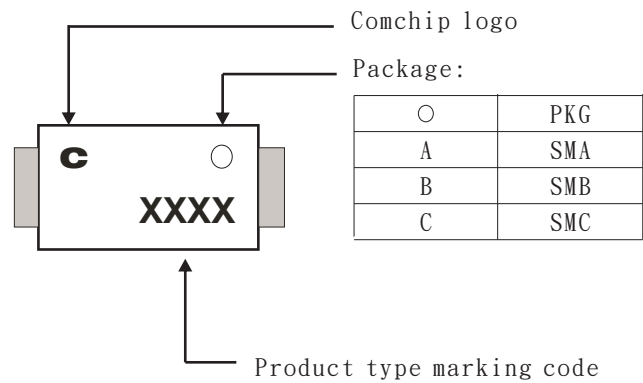 Comchip logo
Package:
○ PKG
A SMA
B SMB
C SMC
C ○
XXXX
Product type marking code